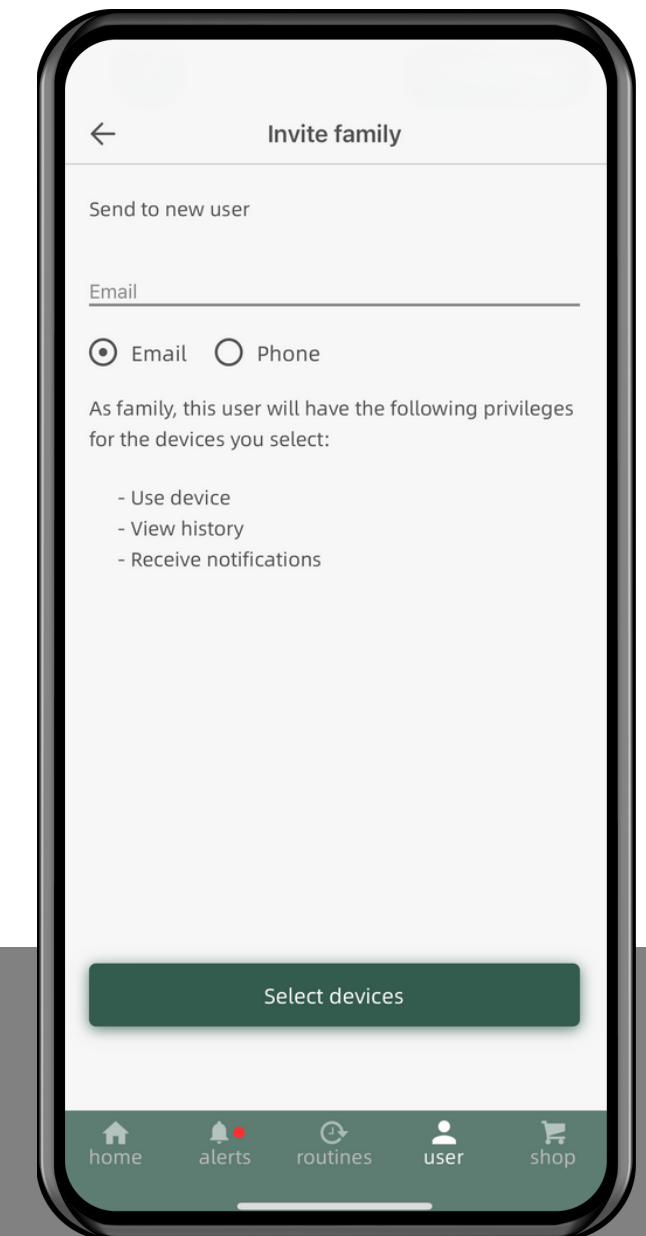 Invite family
Send to new user
Email
Email Phone
As family, this user will have the following privileges
for the devices you select:
- Use device
- View history
- Receive notifications
Select devices
home alerts routines user shop